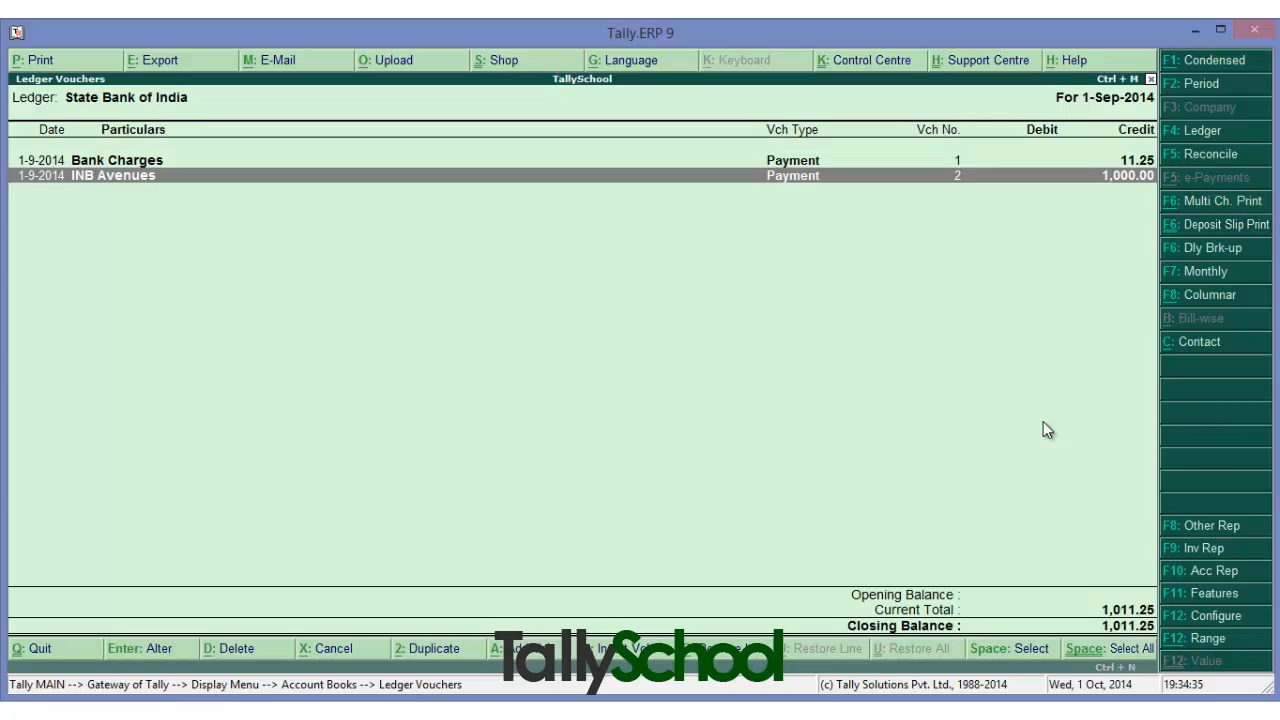 Tally.ERP 9
P: Print E: Export M: E-Mail O: Upload S: Shop G: Language K: Keyboard K: Control Centre H: Support Centre H: Help
Ledger Vouchers TallySchool Ctrl + M
Ledger: State Bank of India For 1-Sep-2014
Date Particulars Vch Type Vch No. Debit Credit
1-9-2014 Bank Charges Payment 1 11.25
1-9-2014 INB Avenues Payment 2 1,000.00
Opening Balance :
Current Total : 1,011.25
Closing Balance : 1,011.25
F1: Condensed
F2: Period
F3: Company
F4: Ledger
F5: Reconcile
F5: e-Payments
F6: Multi Ch. Print
F6: Deposit Slip Print
F6: Dly Brk-up
F7: Monthly
F8: Columnar
B: Bill-wise
C: Contact
F8: Other Rep
F9: Inv Rep
F10: Acc Rep
F11: Features
F12: Configure
F12: Range
F12: Value
Q: Quit Enter: Alter D: Delete X: Cancel 2: Duplicate A: Restore Line U: Restore All Space: Select Space: Select All
TallySchool
Ctrl + N
Tally MAIN --> Gateway of Tally --> Display Menu --> Account Books --> Ledger Vouchers (c) Tally Solutions Pvt. Ltd., 1988-2014 Wed, 1 Oct, 2014 19:34:35